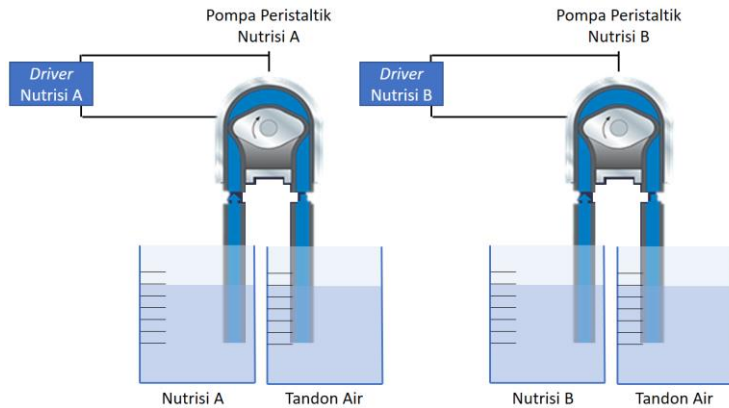 Pompa Peristaltik
Nutrisi A
Driver
Nutrisi A
Nutrisi A
Tandon Air
Pompa Peristaltik
Nutrisi B
Driver
Nutrisi B
Nutrisi B
Tandon Air